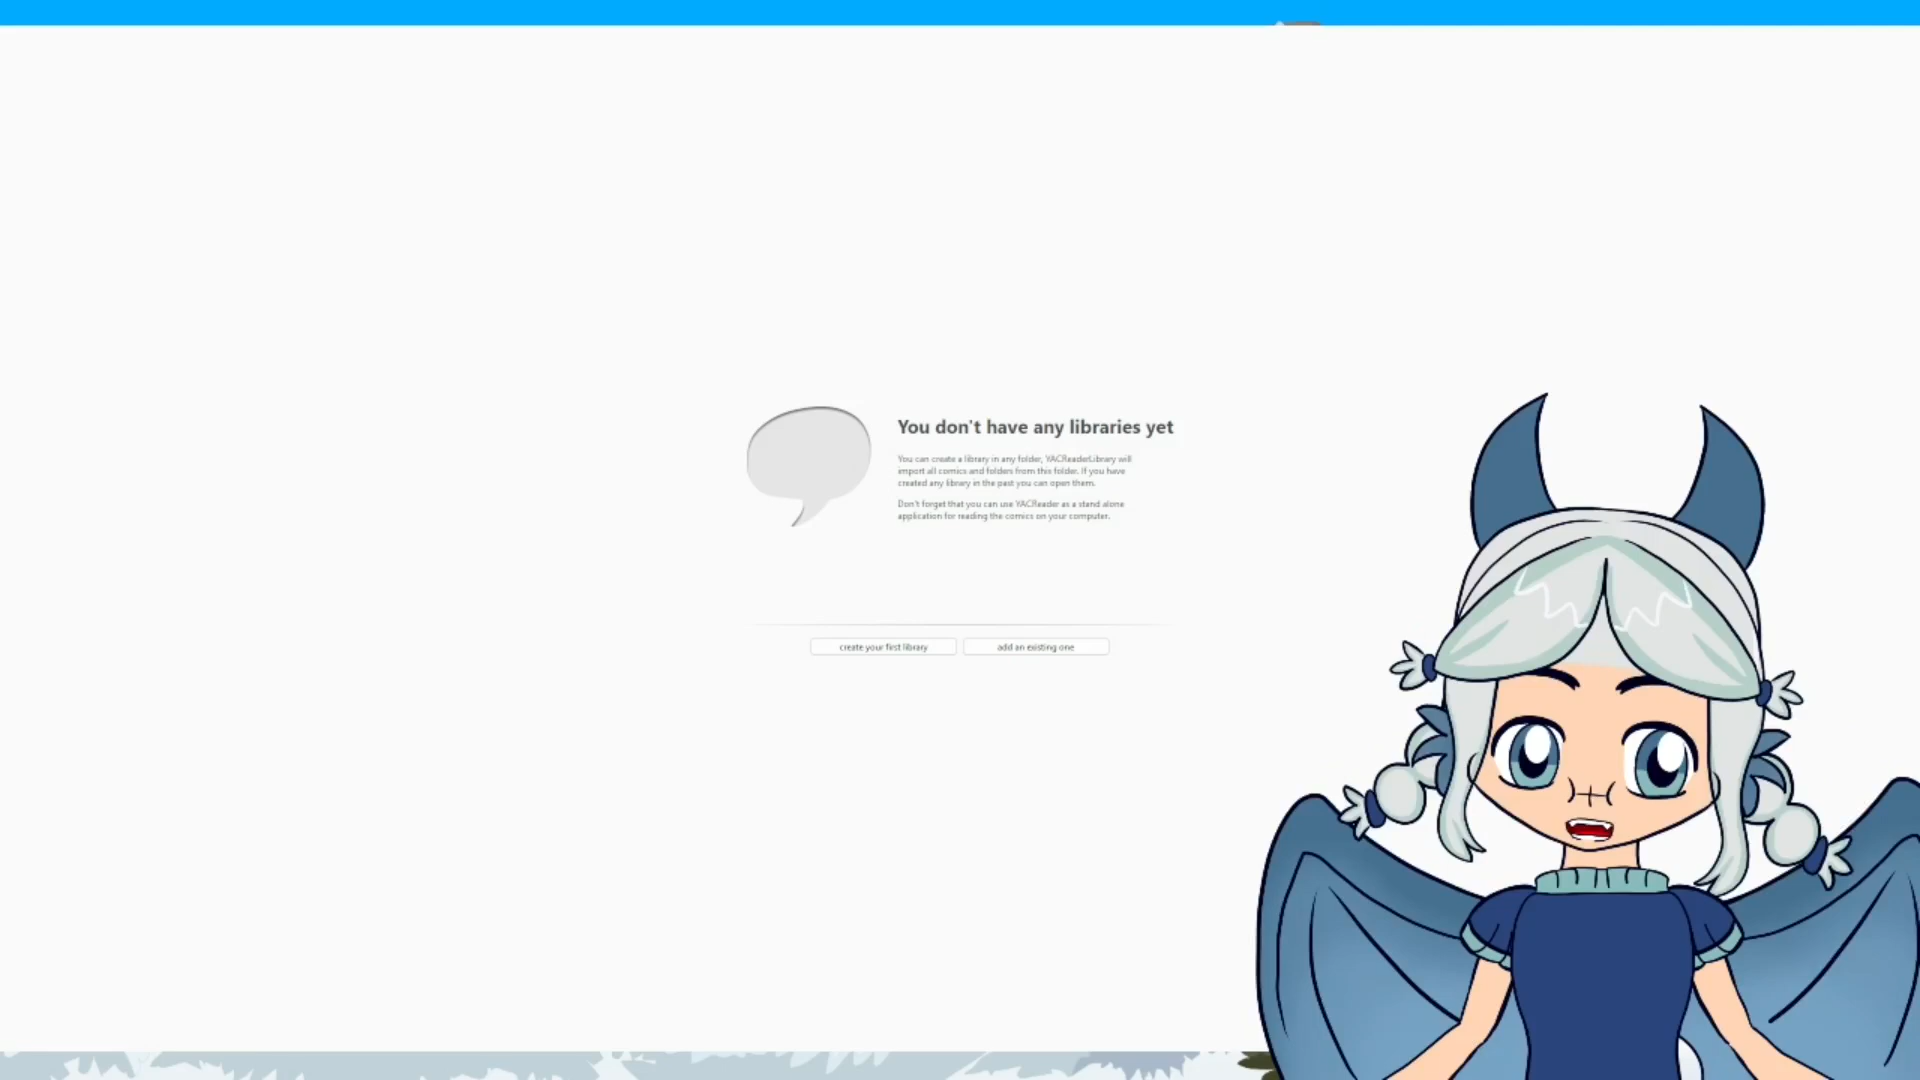 You don't have any libraries yet
You can create a library in any folder, YACReaderLibrary will
import all comics and folders from this folder. If you have
created any library in the past you can open them.
Don't forget that you can use YACReader as a stand alone
application for reading the comics on your computer.
create your first library
add an existing one